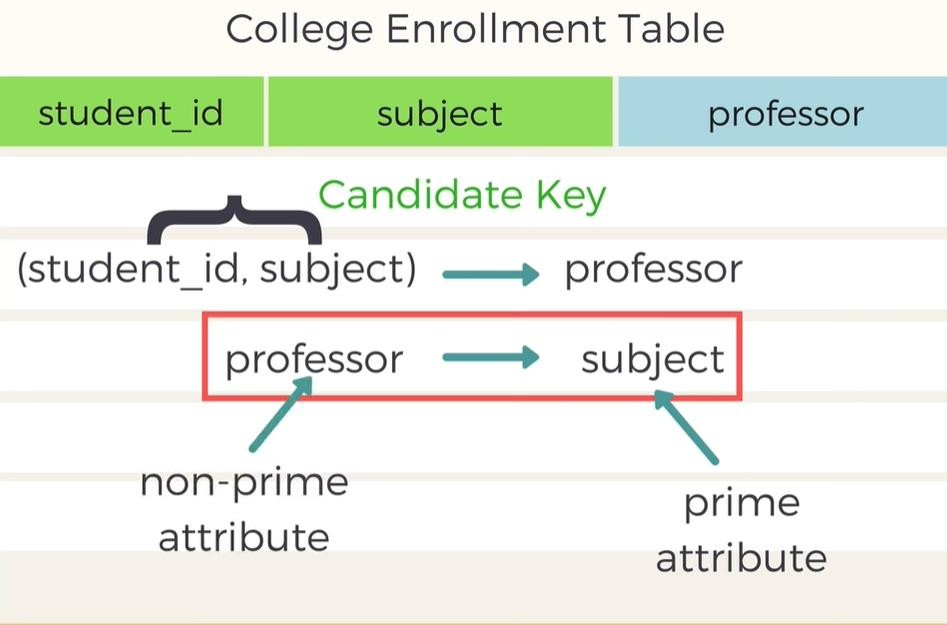 College Enrollment Table
student_id subject professor
Candidate Key
(student_id, subject) professor
professor subject
non-prime
attribute
prime
attribute